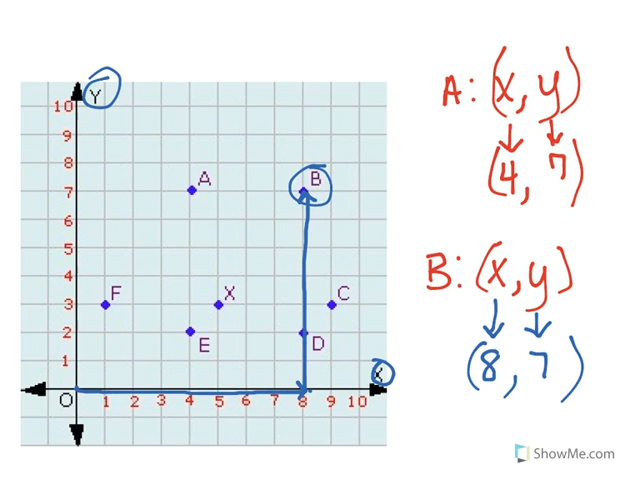 Y
10
9
8
7
6
5
4
3
2
1
O
1 2 3 4 5 6 7 8 9 10
X
A
B
F
X
C
E
D
A: (x, y)
(4, 7)
B: (x, y)
(8, 7)
ShowMe.com